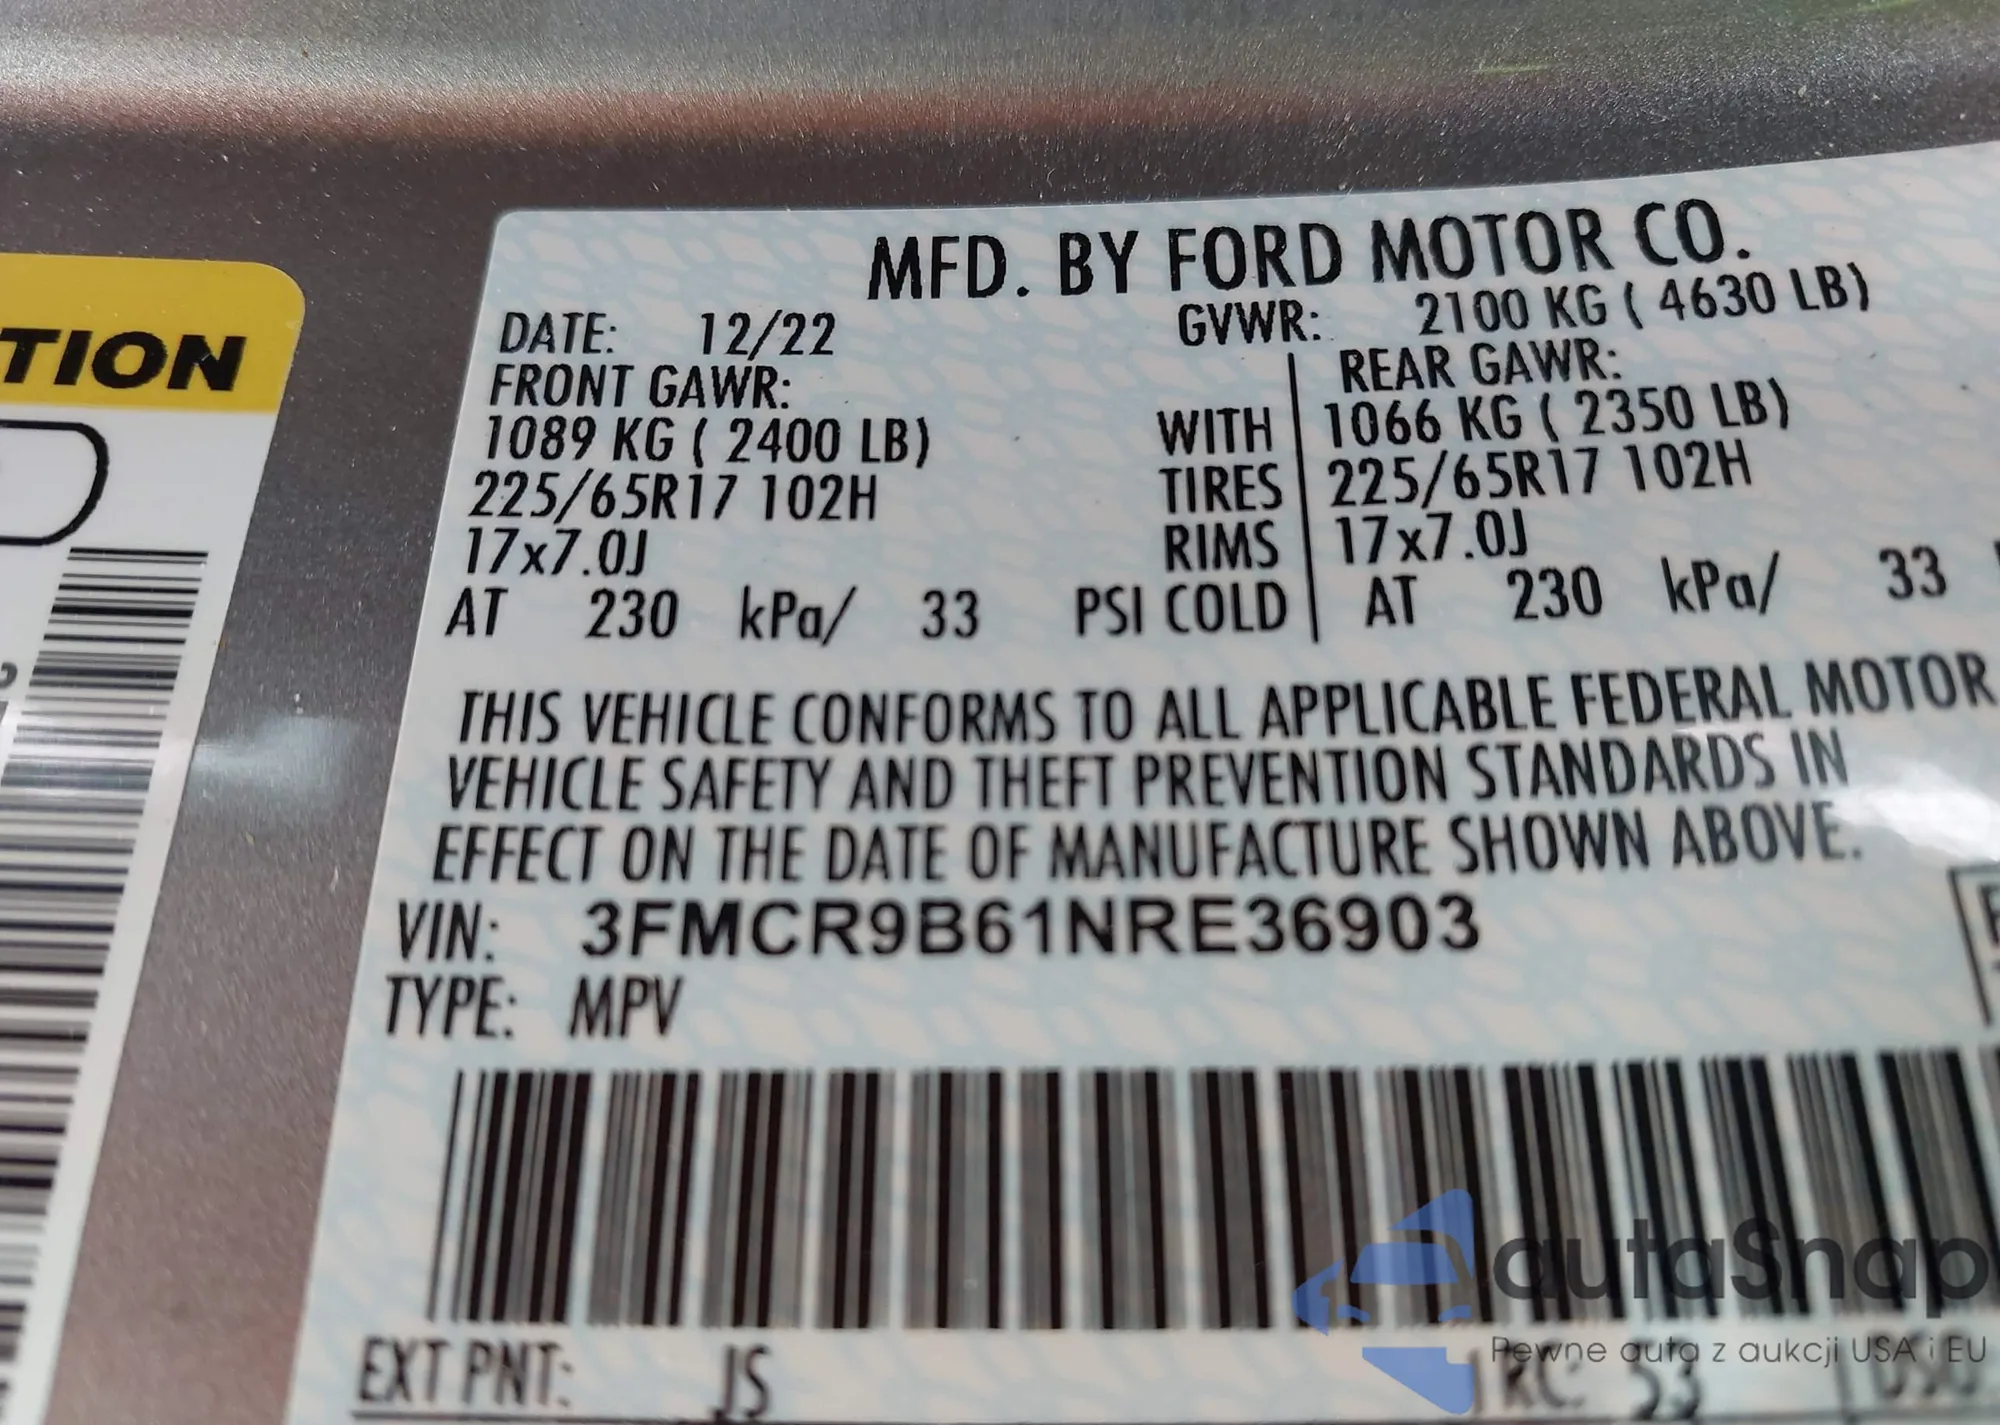 MFD. BY FORD MOTOR CO.
DATE: 12/22 GVWR: 2100 KG ( 4630 LB)
FRONT GAWR: REAR GAWR:
1089 KG ( 2400 LB) WITH 1066 KG ( 2350 LB)
225/65R17 102H TIRES 225/65R17 102H
17x7.0J RIMS 17x7.0J
AT 230 kPa/ 33 PSI COLD AT 230 kPa/ 33
THIS VEHICLE CONFORMS TO ALL APPLICABLE FEDERAL MOTOR
VEHICLE SAFETY AND THEFT PREVENTION STANDARDS IN
EFFECT ON THE DATE OF MANUFACTURE SHOWN ABOVE.
VIN: 3FMCR9B61NRE36903
TYPE: MPV
EXT PNT: JS RC: 53
TION
autaSnap
Pewne auta z aukcji USA i EU